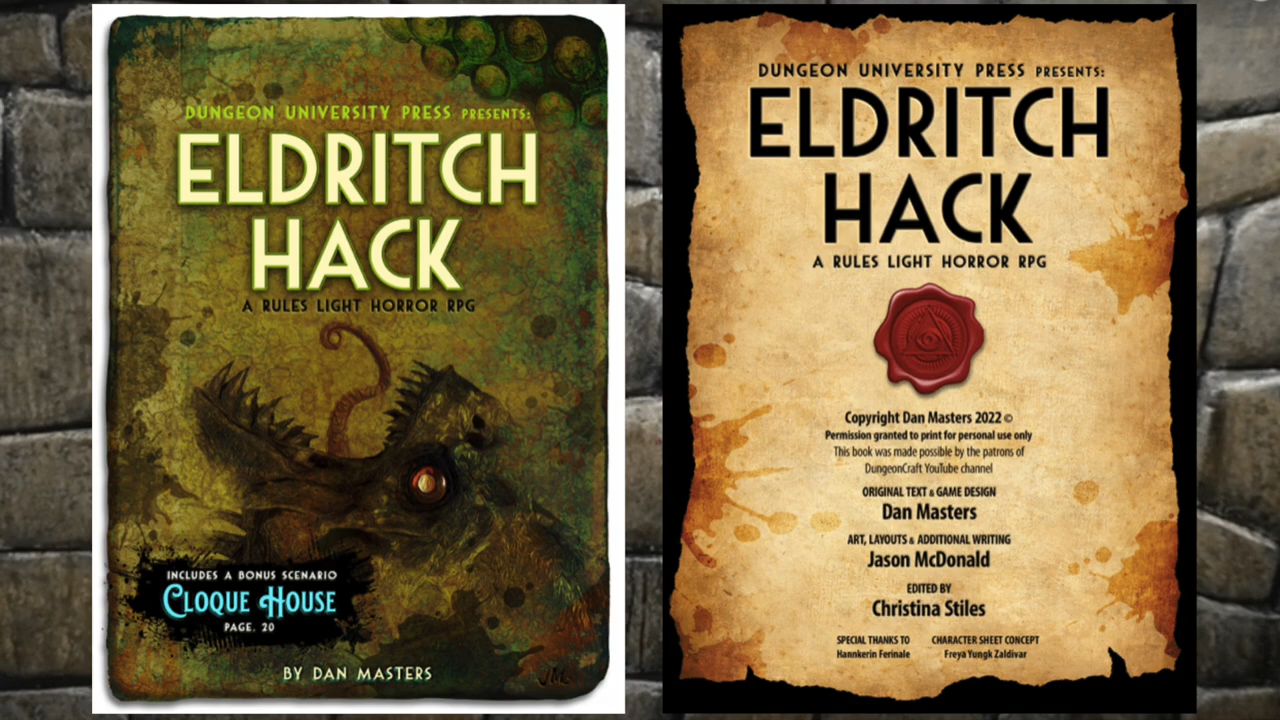 DUNGEON UNIVERSITY PRESS PRESENTS:
ELDRITCH
HACK
A RULES LIGHT HORROR RPG
INCLUDES A BONUS SCENARIO
CLOQUE HOUSE
PAGE. 20
BY DAN MASTERS
JM
DUNGEON UNIVERSITY PRESS PRESENTS:
ELDRITCH
HACK
A RULES LIGHT HORROR RPG
Copyright Dan Masters 2022 ©
Permission granted to print for personal use only
This book was made possible by the patrons of
DungeonCraft YouTube channel
ORIGINAL TEXT & GAME DESIGN
Dan Masters
ART, LAYOUTS & ADDITIONAL WRITING
Jason McDonald
EDITED BY
Christina Stiles
SPECIAL THANKS TO
Hannkerin Ferinale
CHARACTER SHEET CONCEPT
Freya Yungk Zaldivar